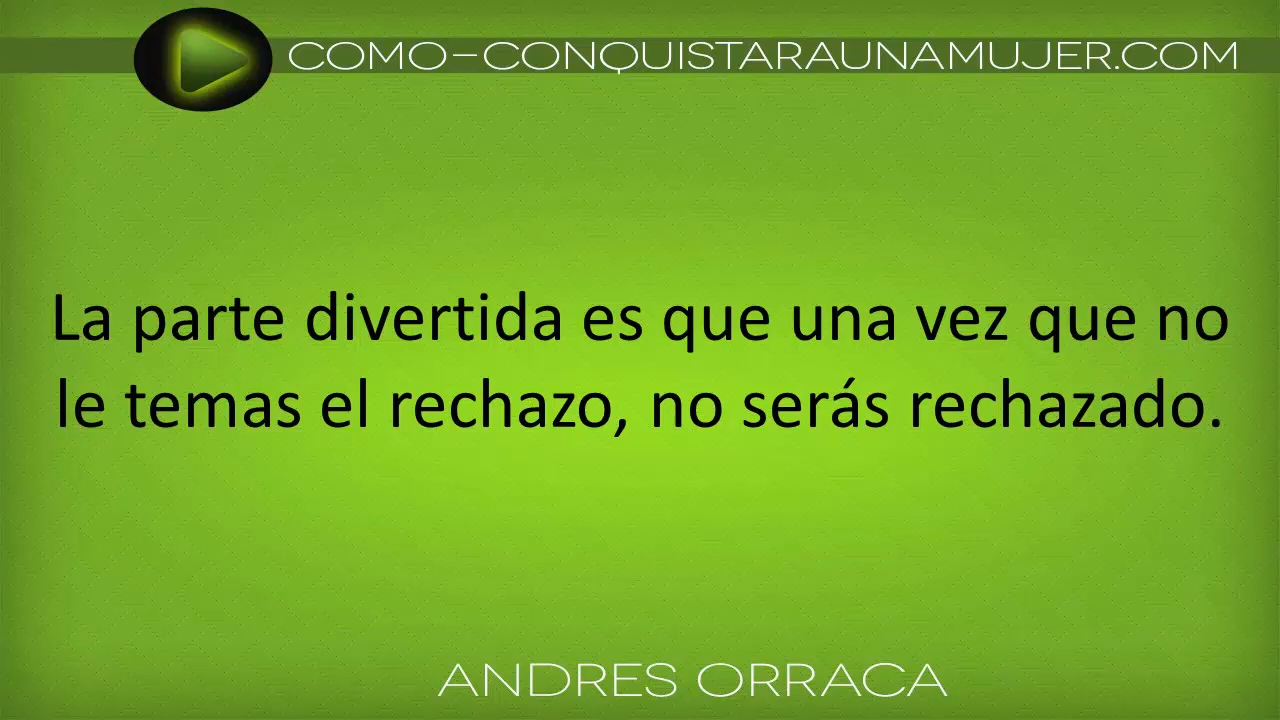 COMO-CONQUISTARAUNAMUJER.COM
La parte divertida es que una vez que no
le temas el rechazo, no serás rechazado.
ANDRES ORRACA